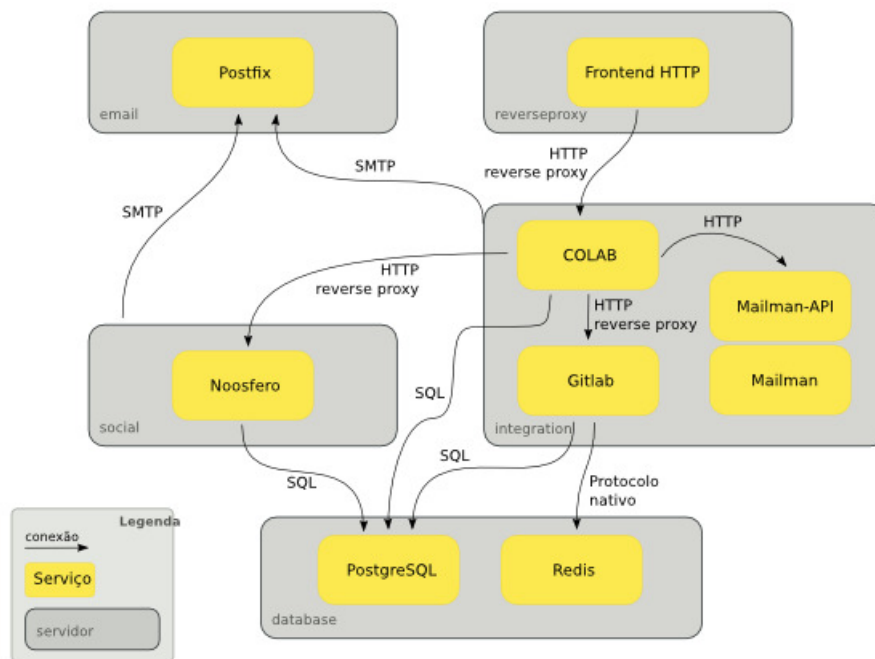 Postfix
email
Frontend HTTP
reverseproxy
SMTP
HTTP
reverse proxy
SMTP
COLAB
HTTP
HTTP
reverse proxy
HTTP
reverse proxy
Mailman-API
Noosfero
social
Gitlab
Mailman
integration
SQL
SQL
SQL
Protocolo
nativo
Legenda
conexão
Serviço
servidor
PostgreSQL
Redis
database